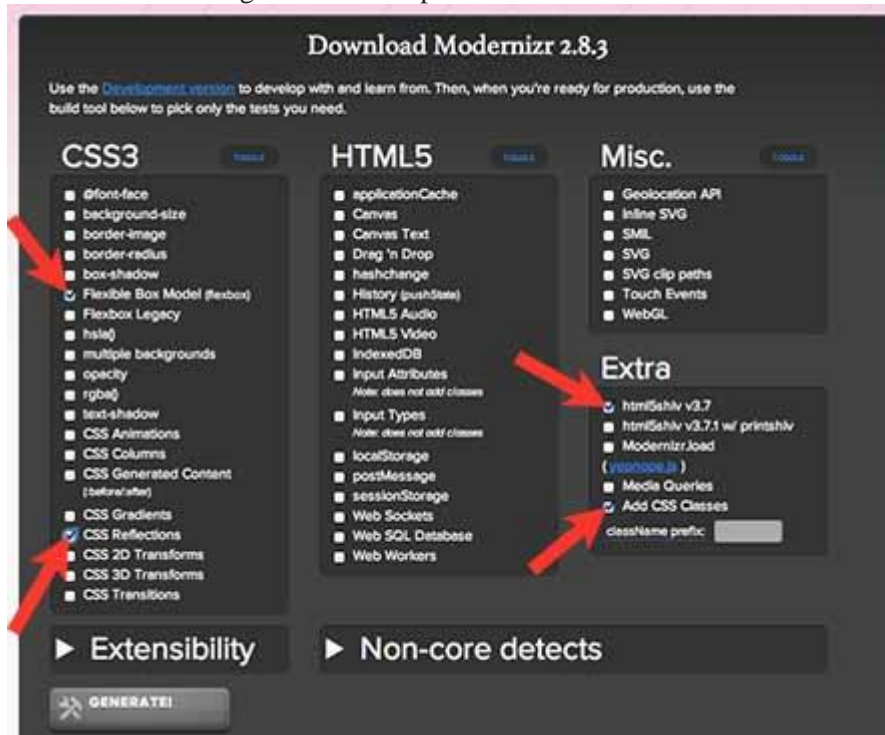 Download Modernizr 2.8.3
Use the Development version to develop with and learn from. Then, when you're ready for production, use the
build tool below to pick only the tests you need.
CSS3 TOGGLE
@font-face
background-size
border-image
border-radius
box-shadow
Flexible Box Model (flexbox)
Flexbox Legacy
hsla()
multiple backgrounds
opacity
rgba()
text-shadow
CSS Animations
CSS Columns
CSS Generated Content
(:before/:after)
CSS Gradients
CSS Reflections
CSS 2D Transforms
CSS 3D Transforms
CSS Transitions
HTML5 TOGGLE
applicationCache
Canvas
Canvas Text
Drag 'n Drop
hashchange
History (pushState)
HTML5 Audio
HTML5 Video
IndexedDB
Input Attributes
Note: does not add classes
Input Types
Note: does not add classes
localStorage
postMessage
sessionStorage
Web Sockets
Web SQL Database
Web Workers
Misc. TOGGLE
Geolocation API
Inline SVG
SMIL
SVG
SVG clip paths
Touch Events
WebGL
Extra
html5shiv v3.7
html5shiv v3.7.1 w/ printshiv
Modernizr.load
(yepnope.js)
Media Queries
Add CSS Classes
className prefix:
Extensibility
Non-core detects
GENERATE!